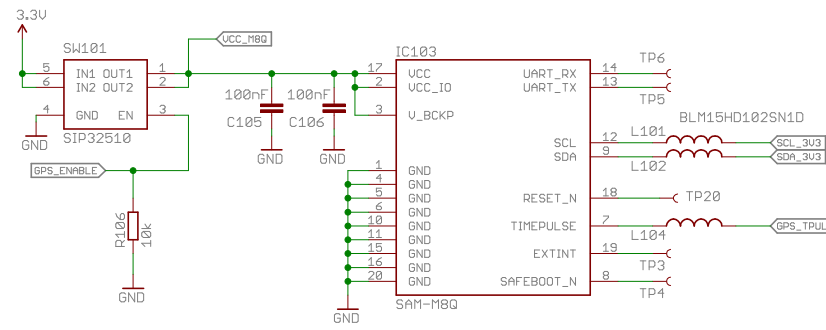 3.3V
SW101
5 IN1 OUT1 1
6 IN2 OUT2 2
4 GND EN 3
SIP32510
GND
VCC_M8Q
GPS_ENABLE
R106
10k
GND
100nF
C105
GND
100nF
C106
GND
IC103
17 VCC
2 VCC_IO
3 V_BCKP
1 GND
4 GND
5 GND
6 GND
10 GND
11 GND
15 GND
16 GND
20 GND
GND
SAM-M8Q
UART_RX 14
TP6
UART_TX 13
TP5
BLM15HD102SN1D
SCL 12
L101
SCL_3V3
SDA 9
L102
SDA_3V3
RESET_N 18
TP20
TIMEPULSE 7
L104
GPS_TPUL
EXTINT 19
TP3
SAFEBOOT_N 8
TP4